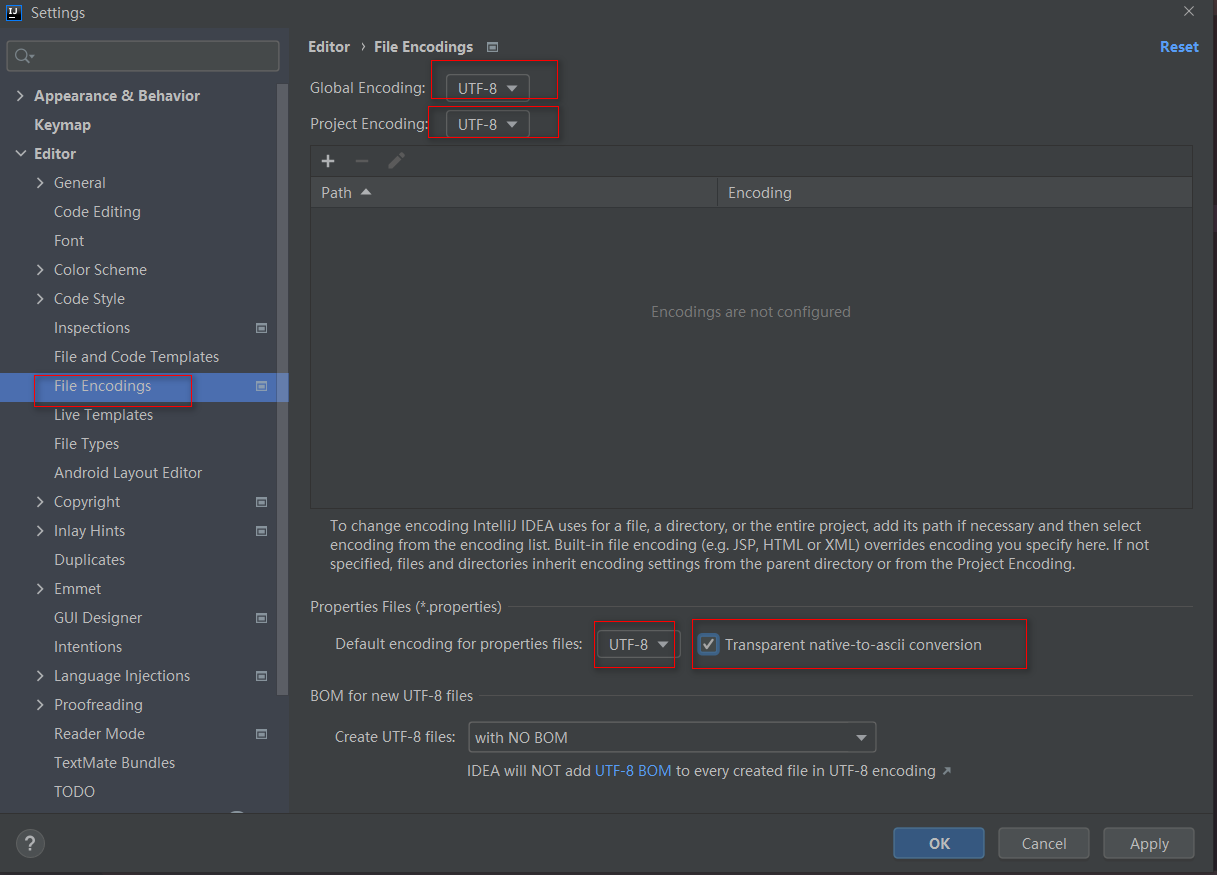 IJ
Settings
Editor › File Encodings
Reset
Appearance & Behavior
Keymap
Editor
General
Code Editing
Font
Color Scheme
Code Style
Inspections
File and Code Templates
File Encodings
Live Templates
File Types
Android Layout Editor
Copyright
Inlay Hints
Duplicates
Emmet
GUI Designer
Intentions
Language Injections
Proofreading
Reader Mode
TextMate Bundles
TODO
Global Encoding: UTF-8
Project Encoding: UTF-8
Path Encoding
Encodings are not configured
To change encoding IntelliJ IDEA uses for a file, a directory, or the entire project, add its path if necessary and then select
encoding from the encoding list. Built-in file encoding (e.g. JSP, HTML or XML) overrides encoding you specify here. If not
specified, files and directories inherit encoding settings from the parent directory or from the Project Encoding.
Properties Files (*.properties)
Default encoding for properties files: UTF-8 Transparent native-to-ascii conversion
BOM for new UTF-8 files
Create UTF-8 files: with NO BOM
IDEA will NOT add UTF-8 BOM to every created file in UTF-8 encoding
?
OK
Cancel
Apply